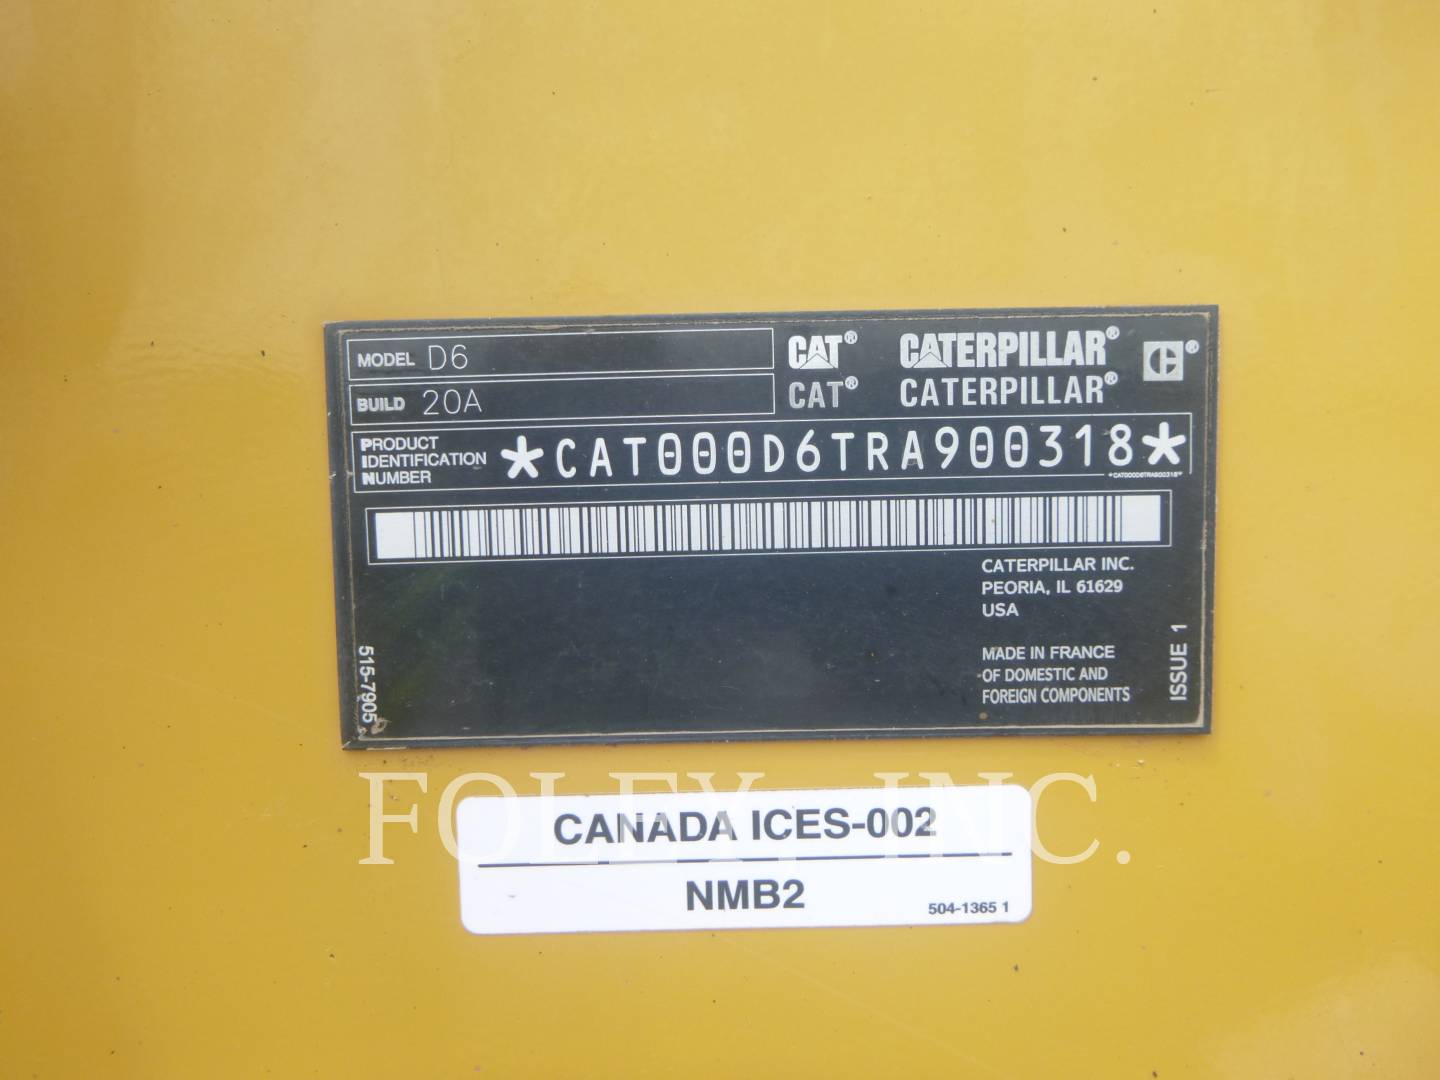 MODEL D6
BUILD 20A
CAT® CATERPILLAR®
CAT® CATERPILLAR®
PRODUCT
IDENTIFICATION
NUMBER
*CAT000D6TRA900318*
*CAT000D6TRA900318*
CATERPILLAR INC.
PEORIA, IL 61629
USA
MADE IN FRANCE
OF DOMESTIC AND
FOREIGN COMPONENTS
515-7905
ISSUE 1
FOLEY, INC.
CANADA ICES-002
NMB2
504-1365 1